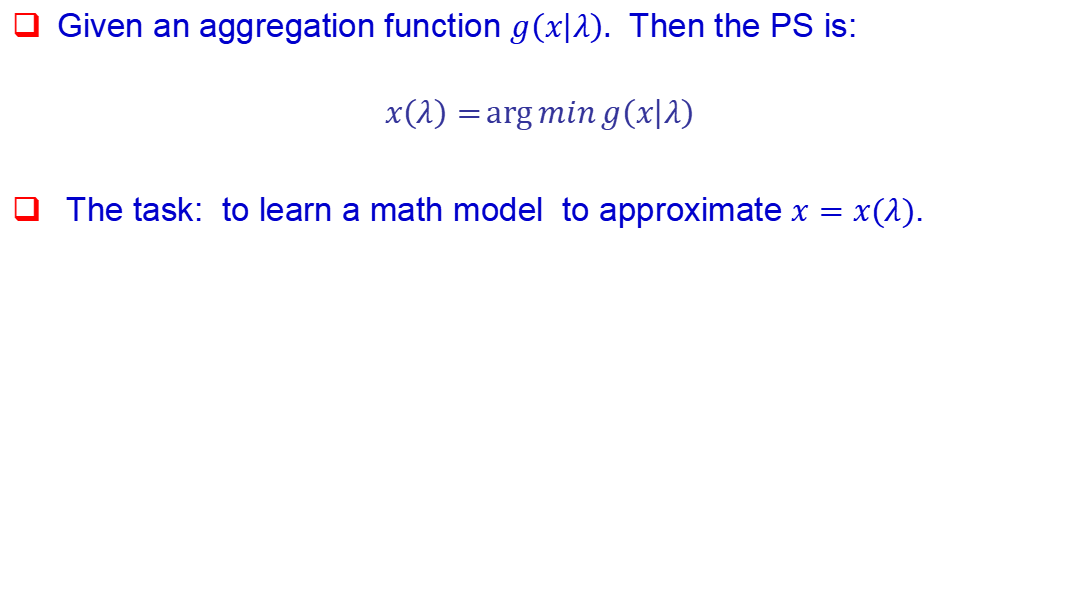 ❑ Given an aggregation function g(x|λ). Then the PS is:
x(λ) = arg min g(x|λ)
❑ The task: to learn a math model to approximate x = x(λ).